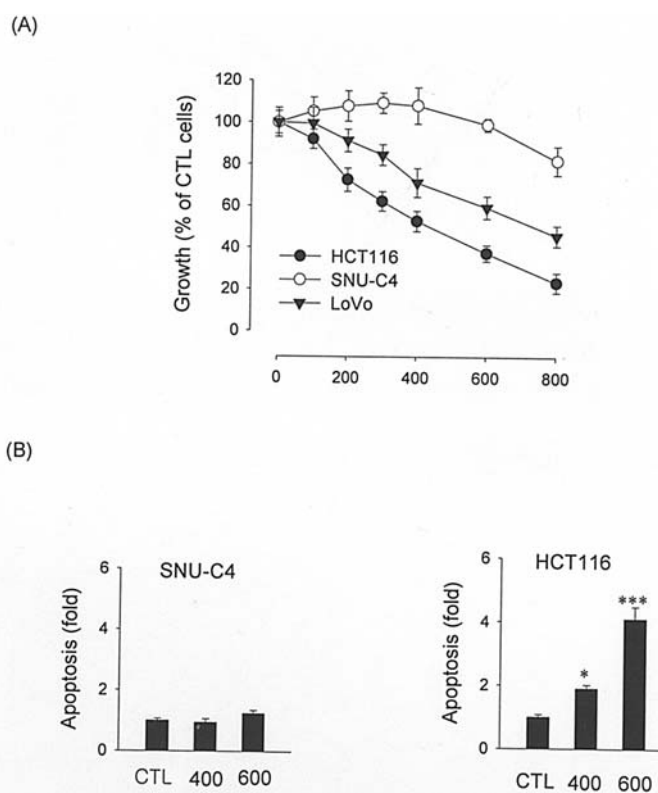 (A)
120
100
80
60
40
20
0
Growth (% of CTL cells)
HCT116
SNU-C4
LoVo
0 200 400 600 800
(B)
SNU-C4
6
4
2
0
Apoptosis (fold)
CTL 400 600
HCT116
6
4
2
0
Apoptosis (fold)
*
***
CTL 400 600